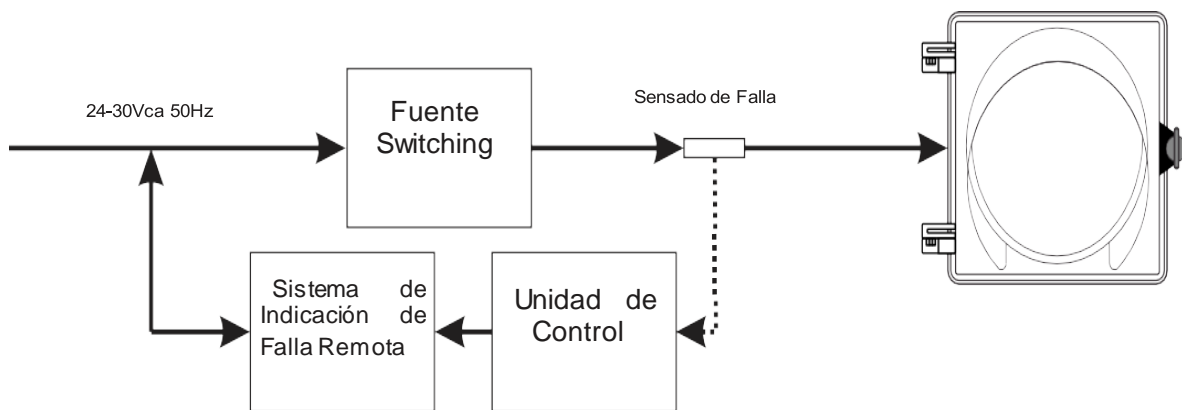 24-30Vca 50Hz
Fuente
Switching
Sensado de Falla
Sistema de
Indicación de
Falla Remota
Unidad de
Control